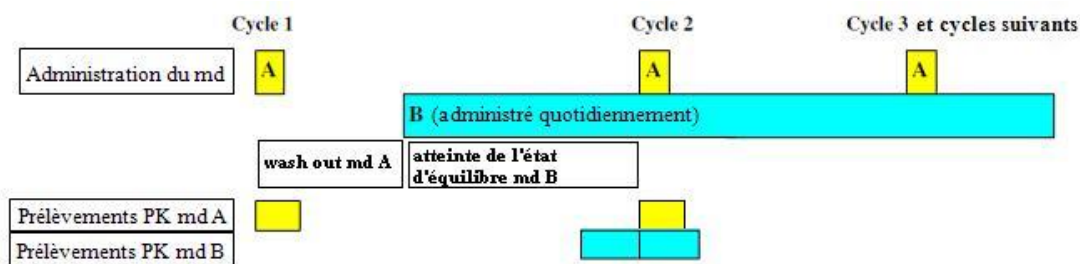 Cycle 1
Cycle 2
Cycle 3 et cycles suivants
Administration du md
A
A
A
B (administré quotidiennement)
wash out md A
atteinte de l'état
d'équilibre md B
Prélèvements PK md A
Prélèvements PK md B